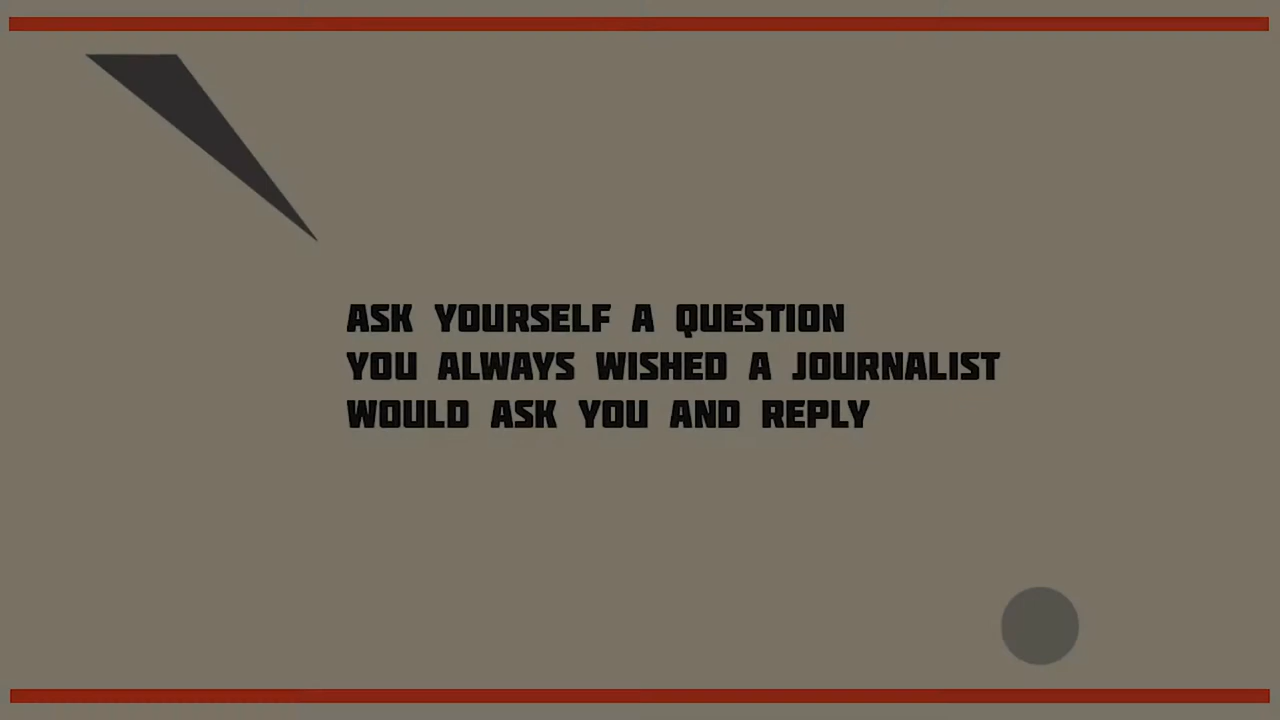 ASK YOURSELF A QUESTION
YOU ALWAYS WISHED A JOURNALIST
WOULD ASK YOU AND REPLY